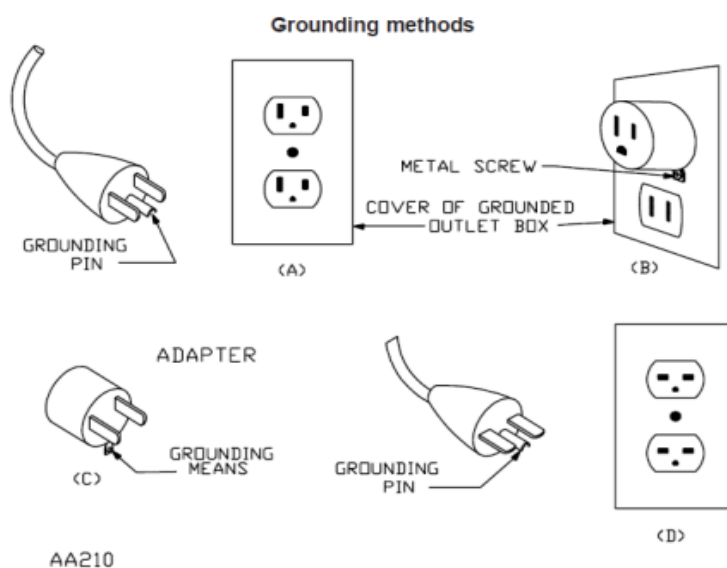 Grounding methods
METAL SCREW
COVER OF GROUNDED
OUTLET BOX
GROUNDING
PIN
(A)
(B)
ADAPTER
GROUNDING
MEANS
(C)
GROUNDING
PIN
(D)
AA210